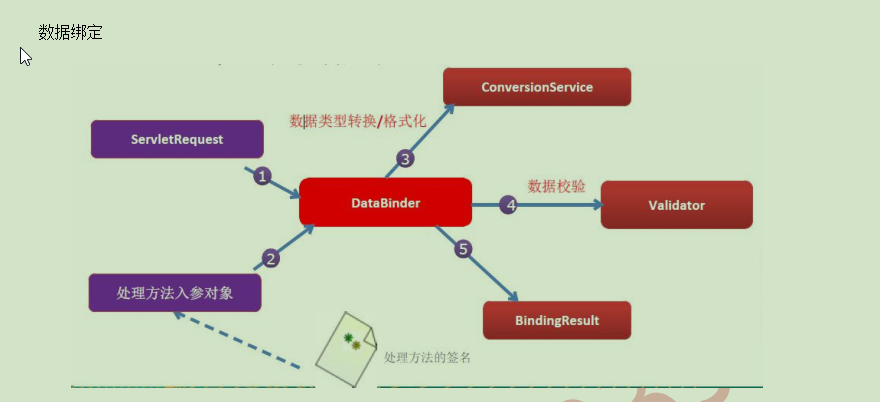 数据绑定
ConversionService
数据类型转换/格式化
ServletRequest
1
3
数据校验
DataBinder
4
Validator
2
5
处理方法入参对象
BindingResult
处理方法的签名